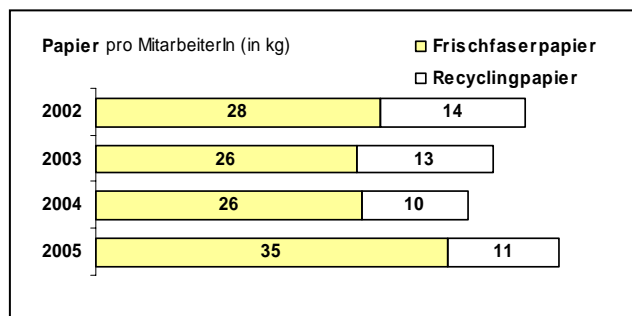 Papier pro MitarbeiterIn (in kg)
Frischfaserpapier
Recyclingpapier
2002 28 14
2003 26 13
2004 26 10
2005 35 11